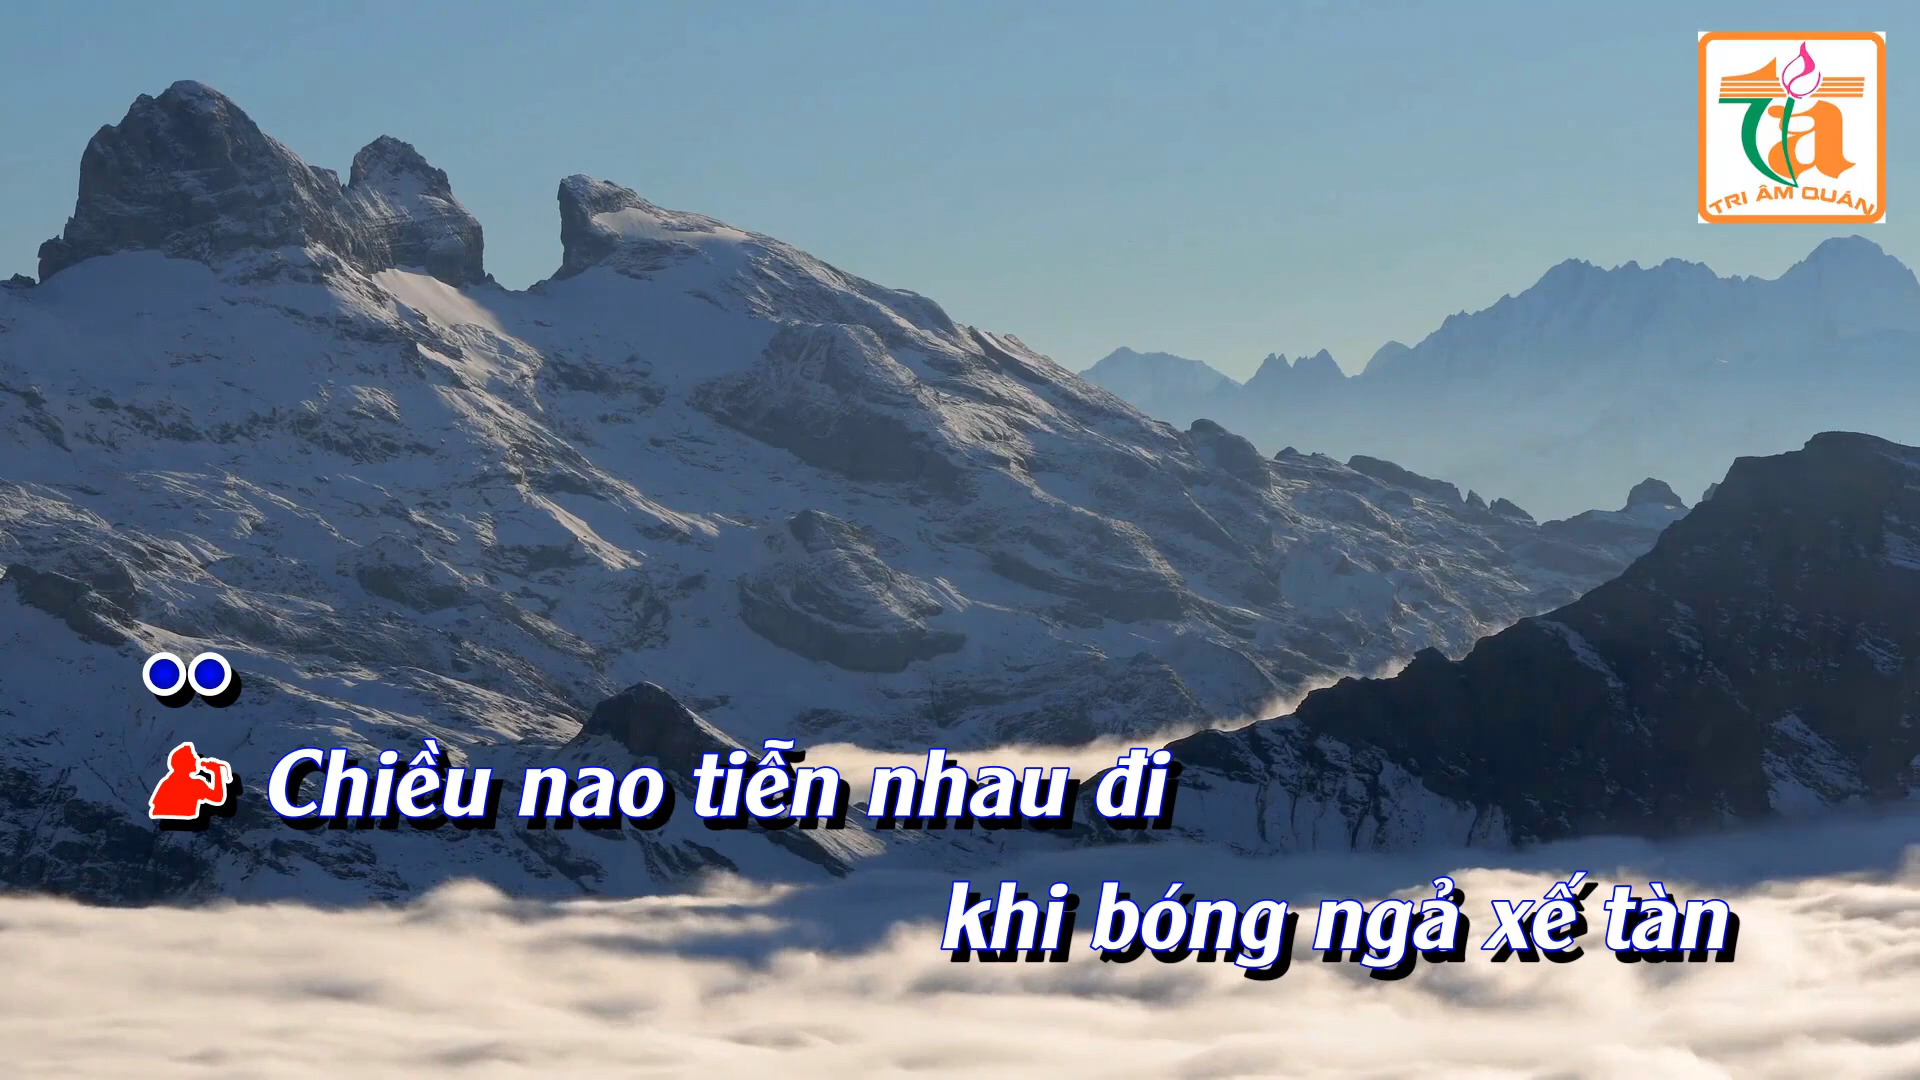 TRI ÂM QUÁN
Chiều nao tiễn nhau đi
khi bóng ngả xế tàn